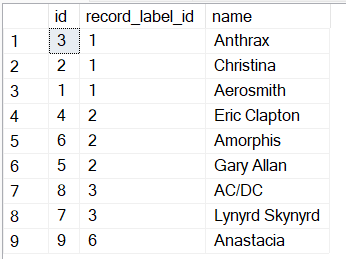 id record_label_id name
1 3 1 Anthrax
2 2 1 Christina
3 1 1 Aerosmith
4 4 2 Eric Clapton
5 6 2 Amorphis
6 5 2 Gary Allan
7 8 3 AC/DC
8 7 3 Lynyrd Skynyrd
9 9 6 Anastacia